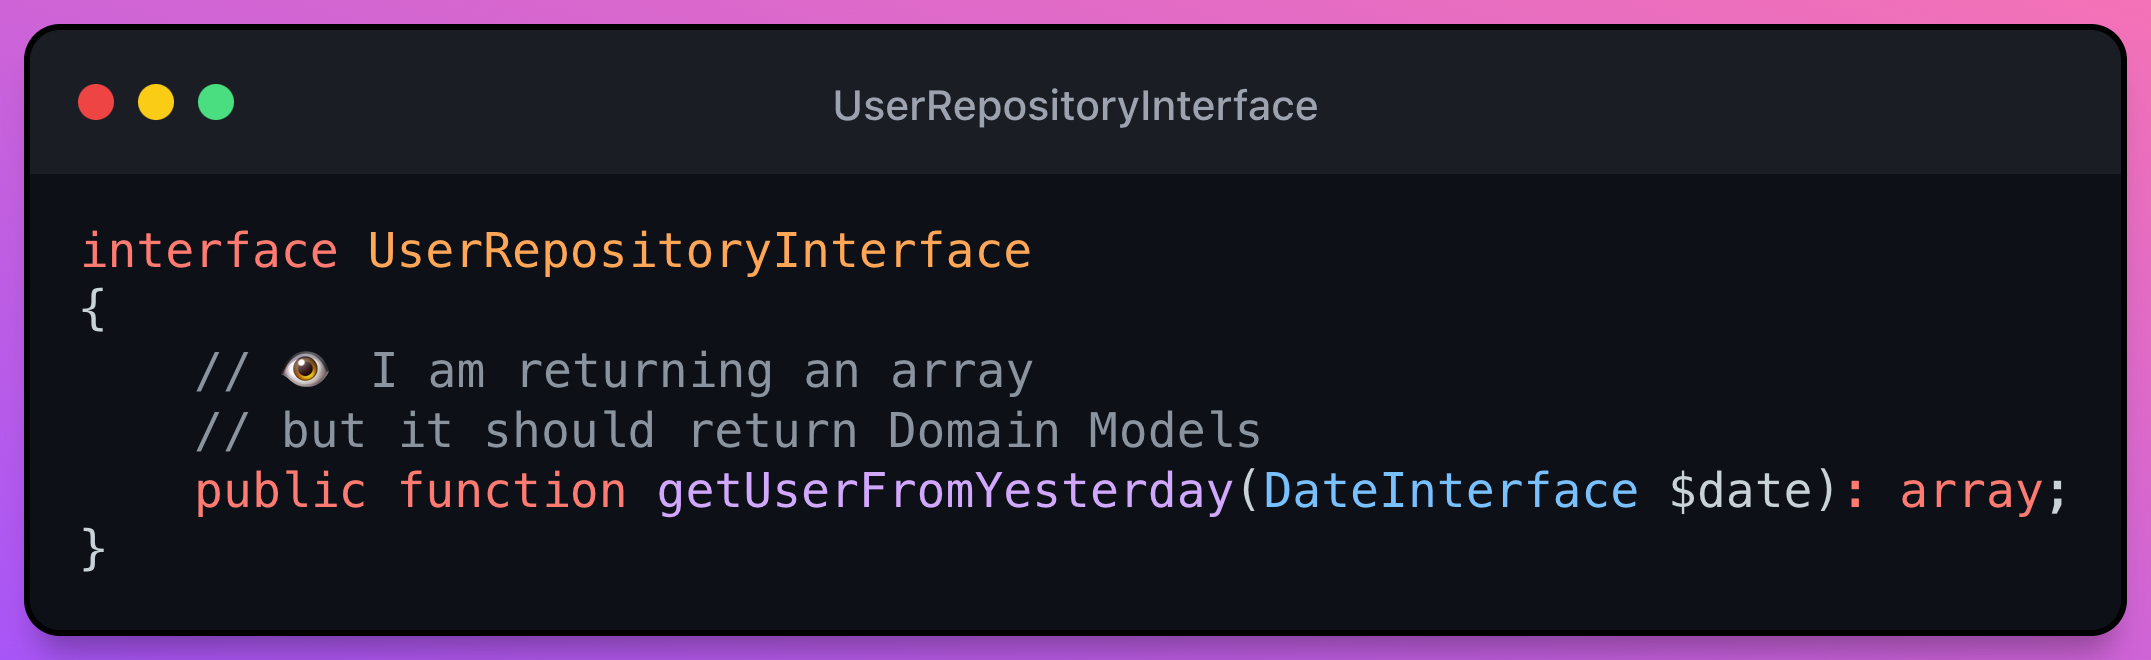 UserRepositoryInterface
interface UserRepositoryInterface
{
// 👁 I am returning an array
// but it should return Domain Models
public function getUserFromYesterday(DateInterface $date): array;
}